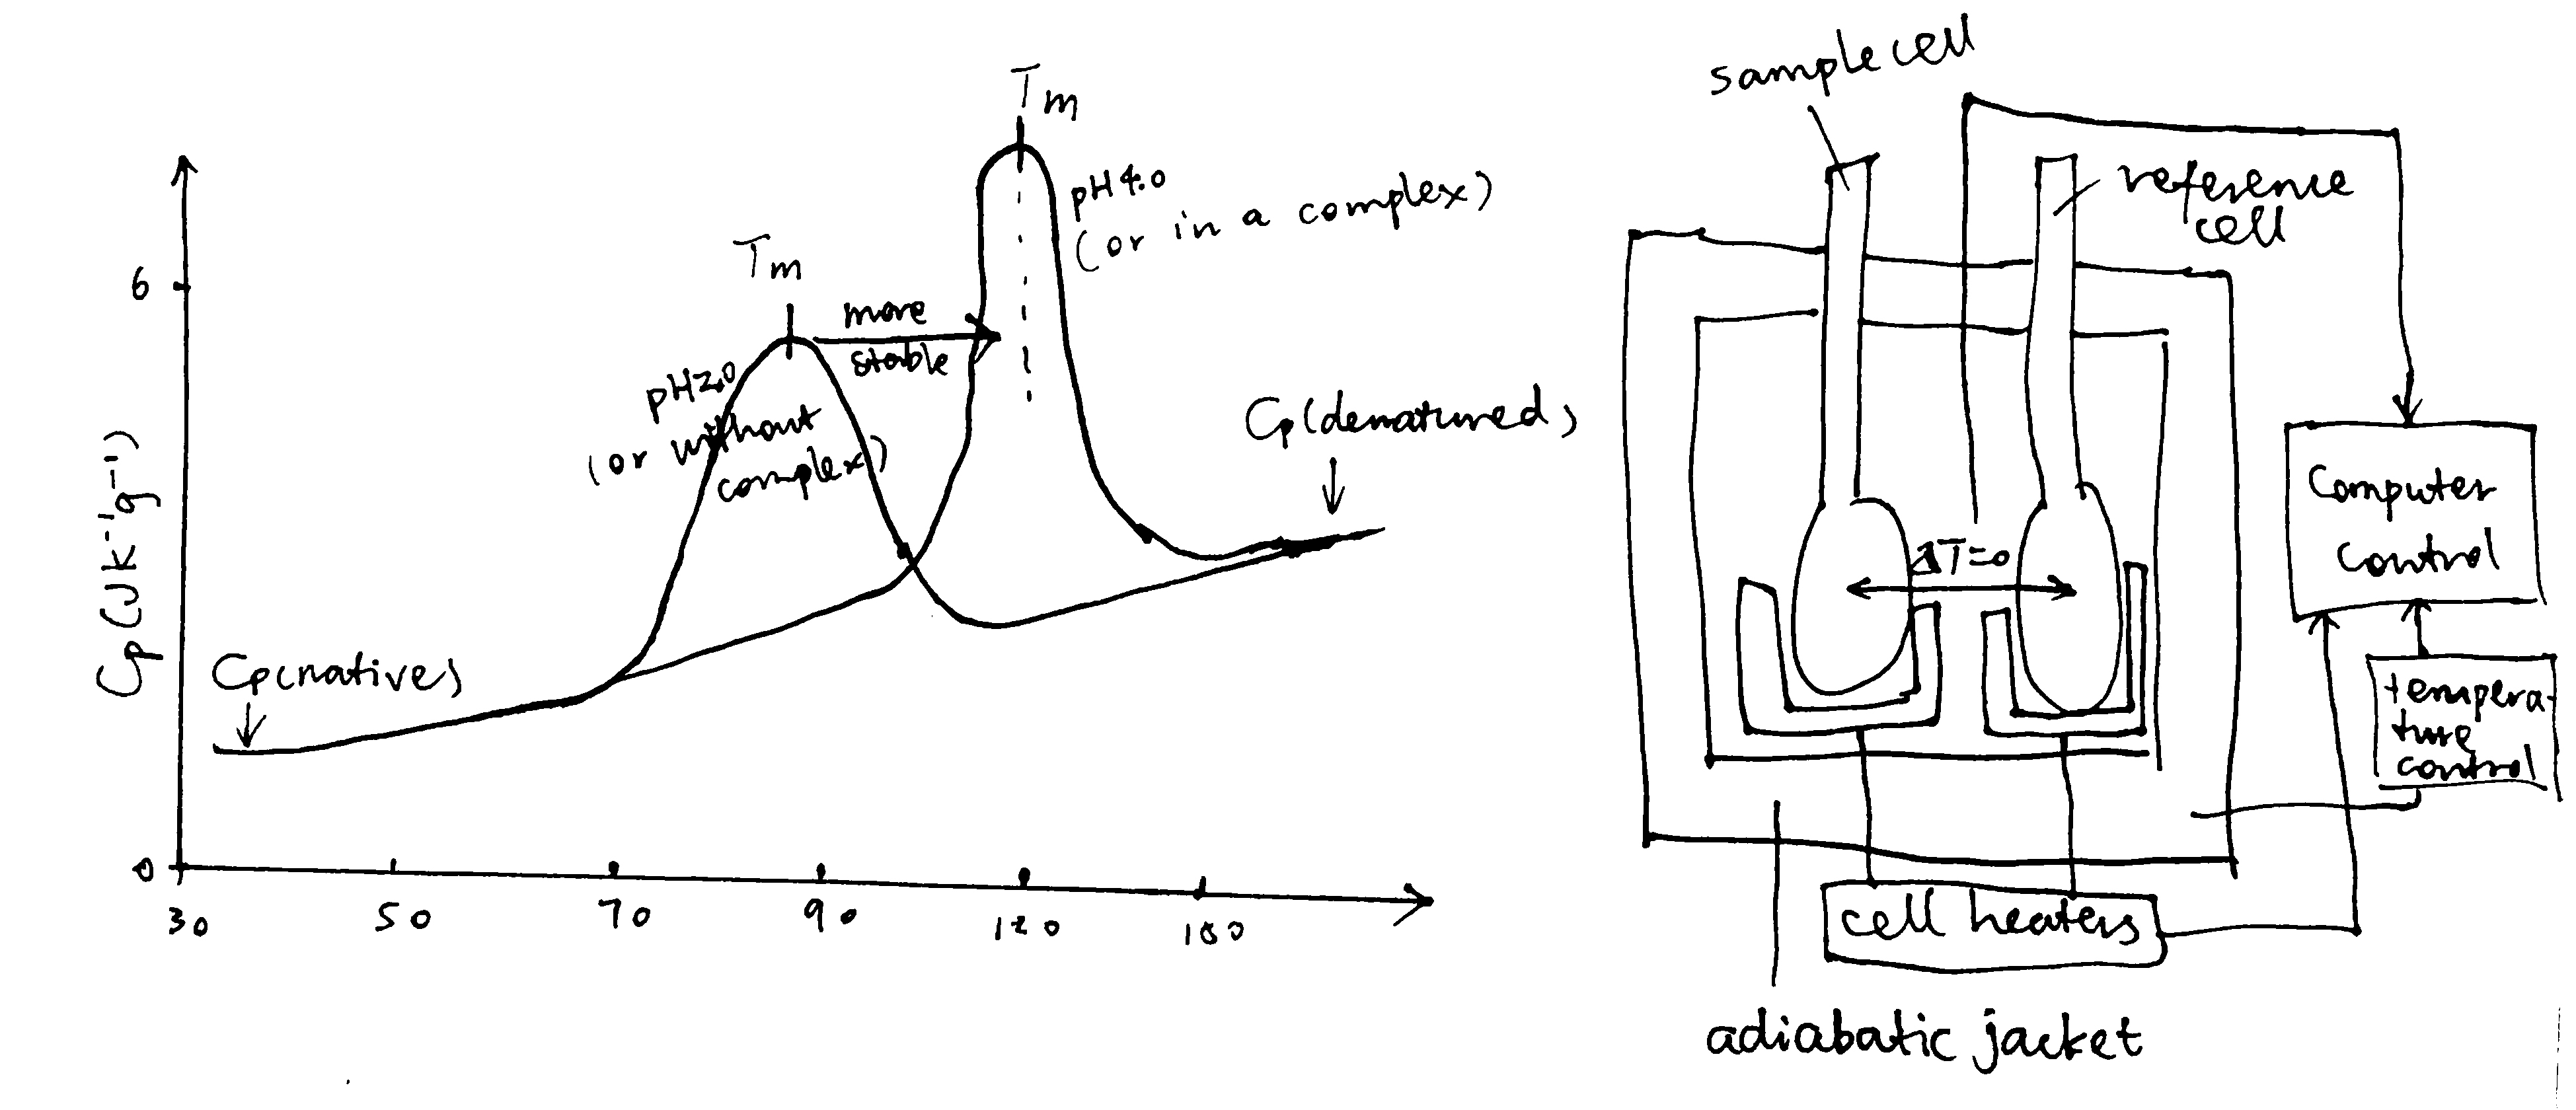 Tm
pH4.0
(or in a complex)
Tm
more
stable
6
pH2.0
(or without
complex)
Cp(denatured)
Cp(JK⁻¹g⁻¹)
Cp(native)
0
30 50 70 90 120
sample cell
reference
cell
ΔT=0
Computer
control
tempera-
ture
control
cell heaters
adiabatic jacket